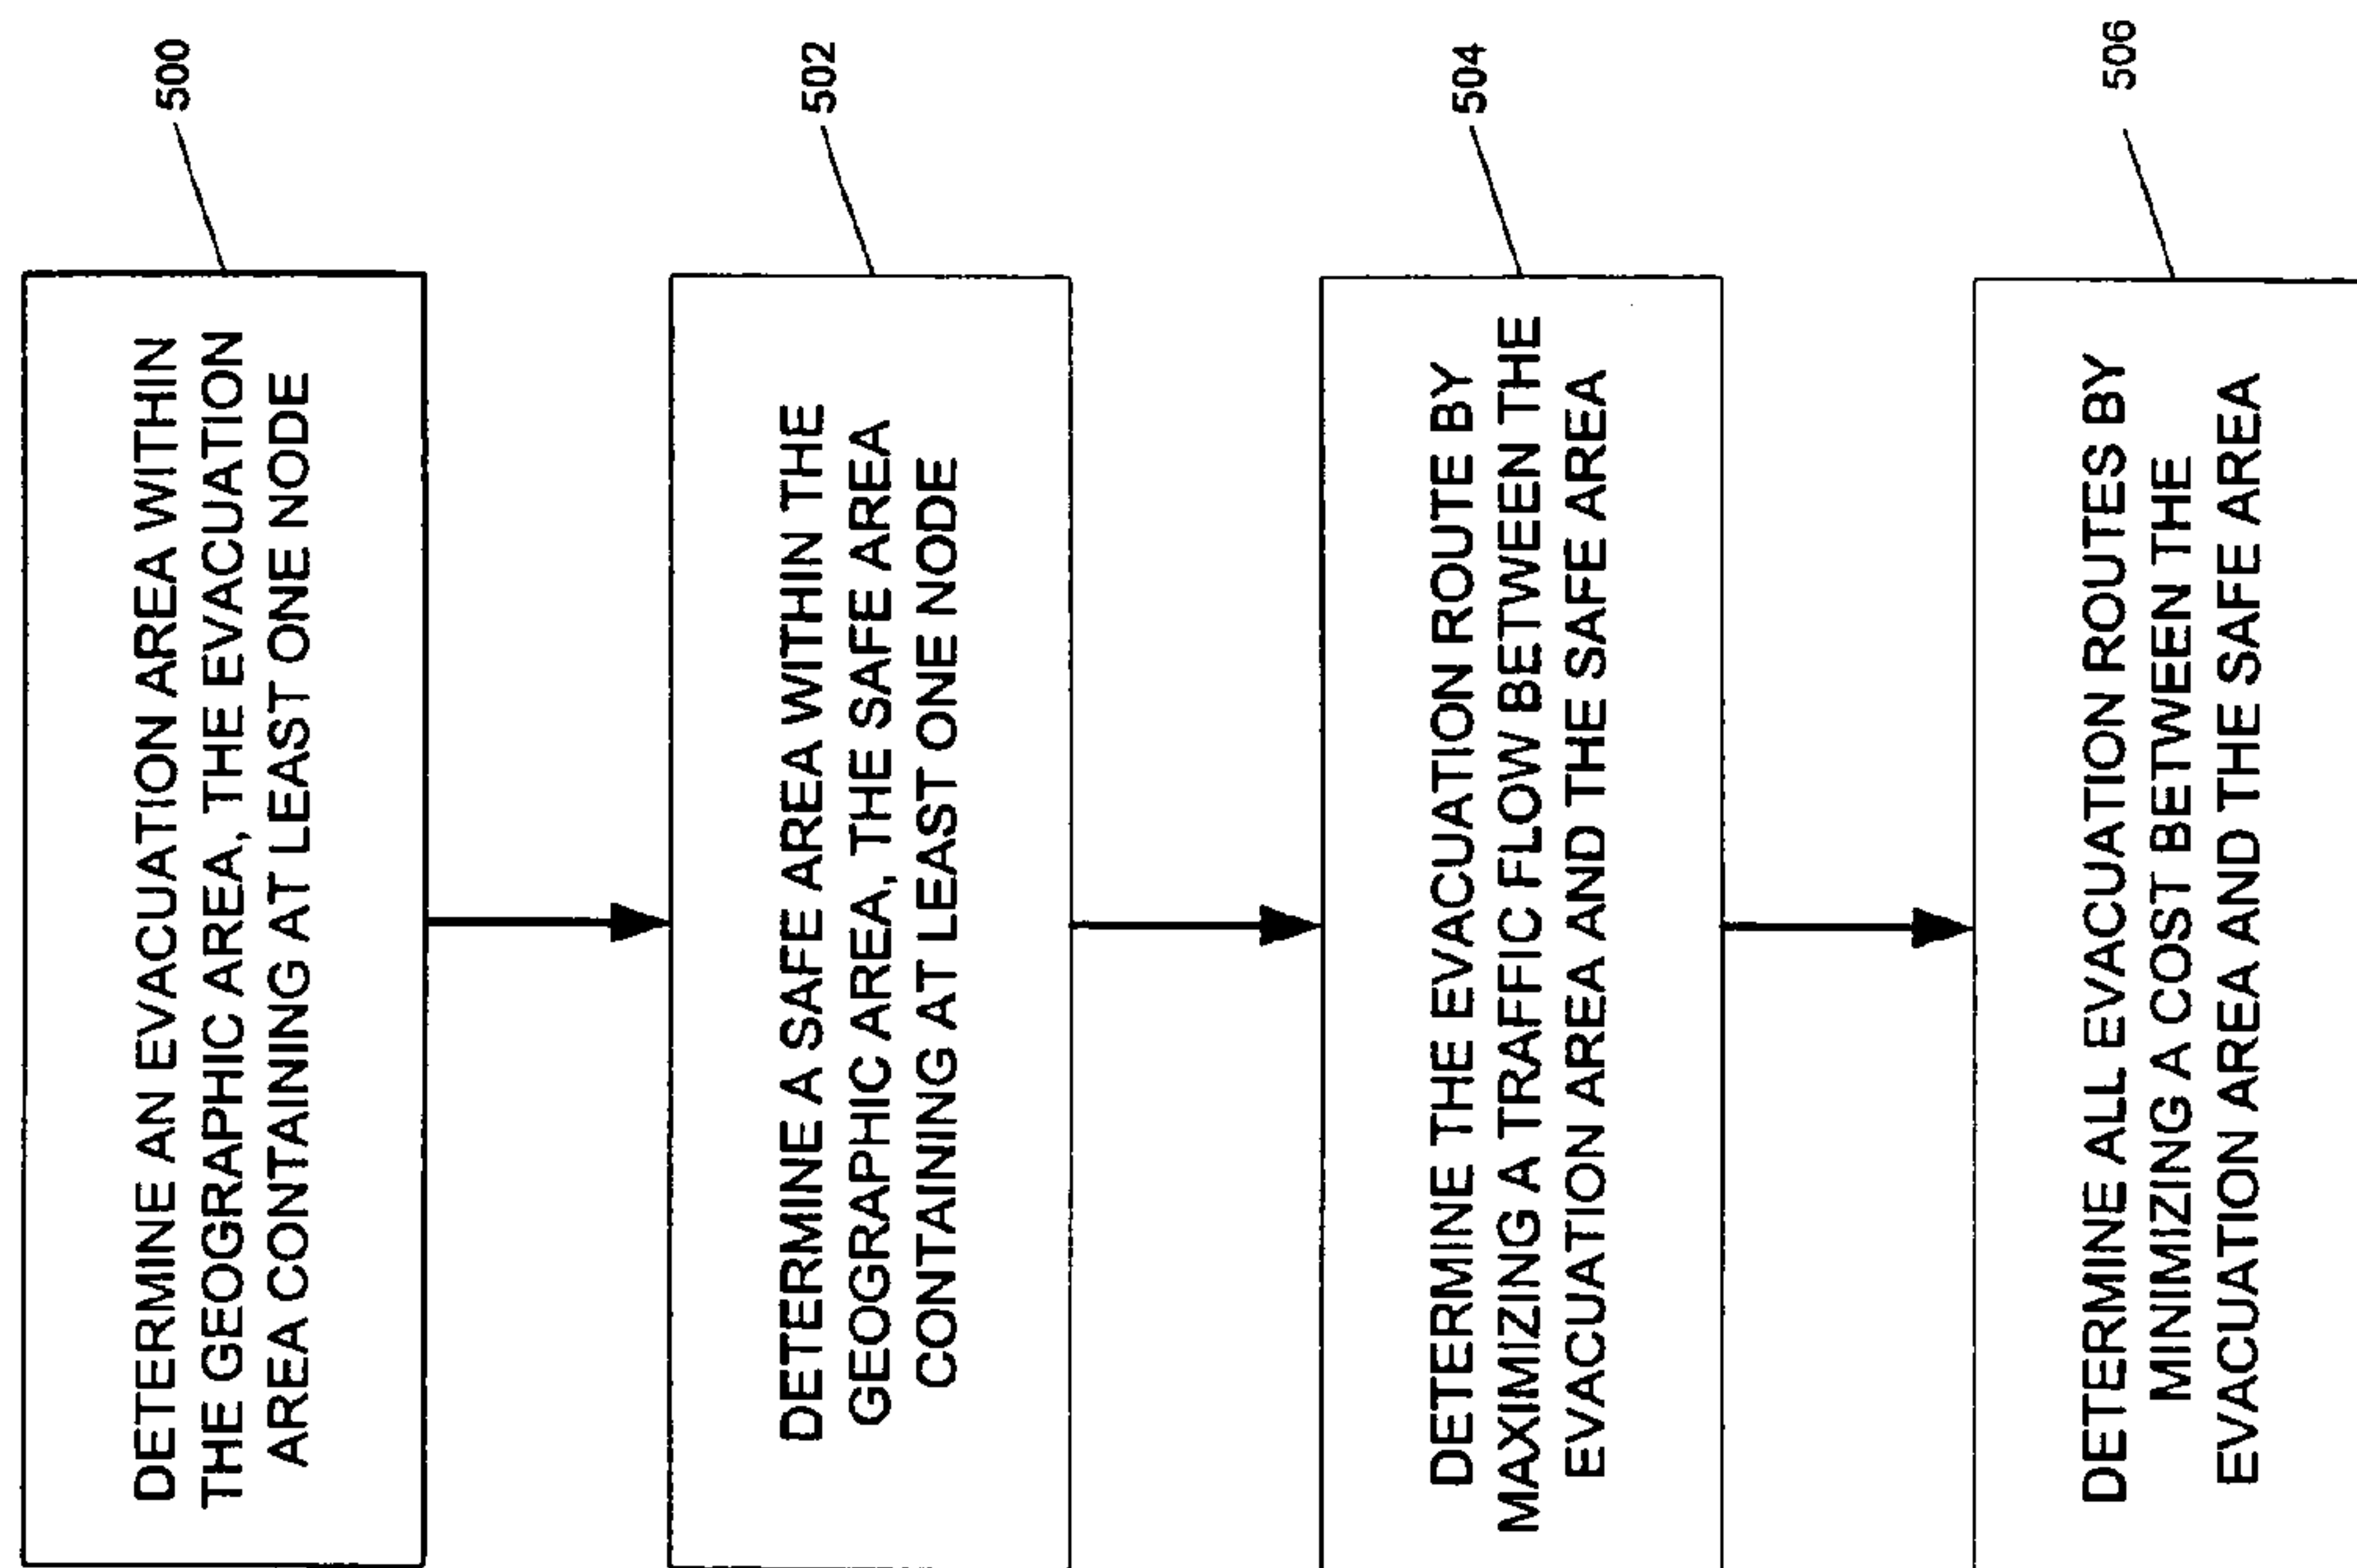 DETERMINE AN EVACUATION AREA WITHIN
THE GEOGRAPHIC AREA, THE EVACUATION
AREA CONTAINING AT LEAST ONE NODE
500
DETERMINE A SAFE AREA WITHIN THE
GEOGRAPHIC AREA, THE SAFE AREA
CONTAINING AT LEAST ONE NODE
502
DETERMINE THE EVACUATION ROUTE BY
MAXIMIZING A TRAFFIC FLOW BETWEEN THE
EVACUATION AREA AND THE SAFE AREA
504
DETERMINE ALL EVACUATION ROUTES BY
MINIMIZING A COST BETWEEN THE
EVACUATION AREA AND THE SAFE AREA
506